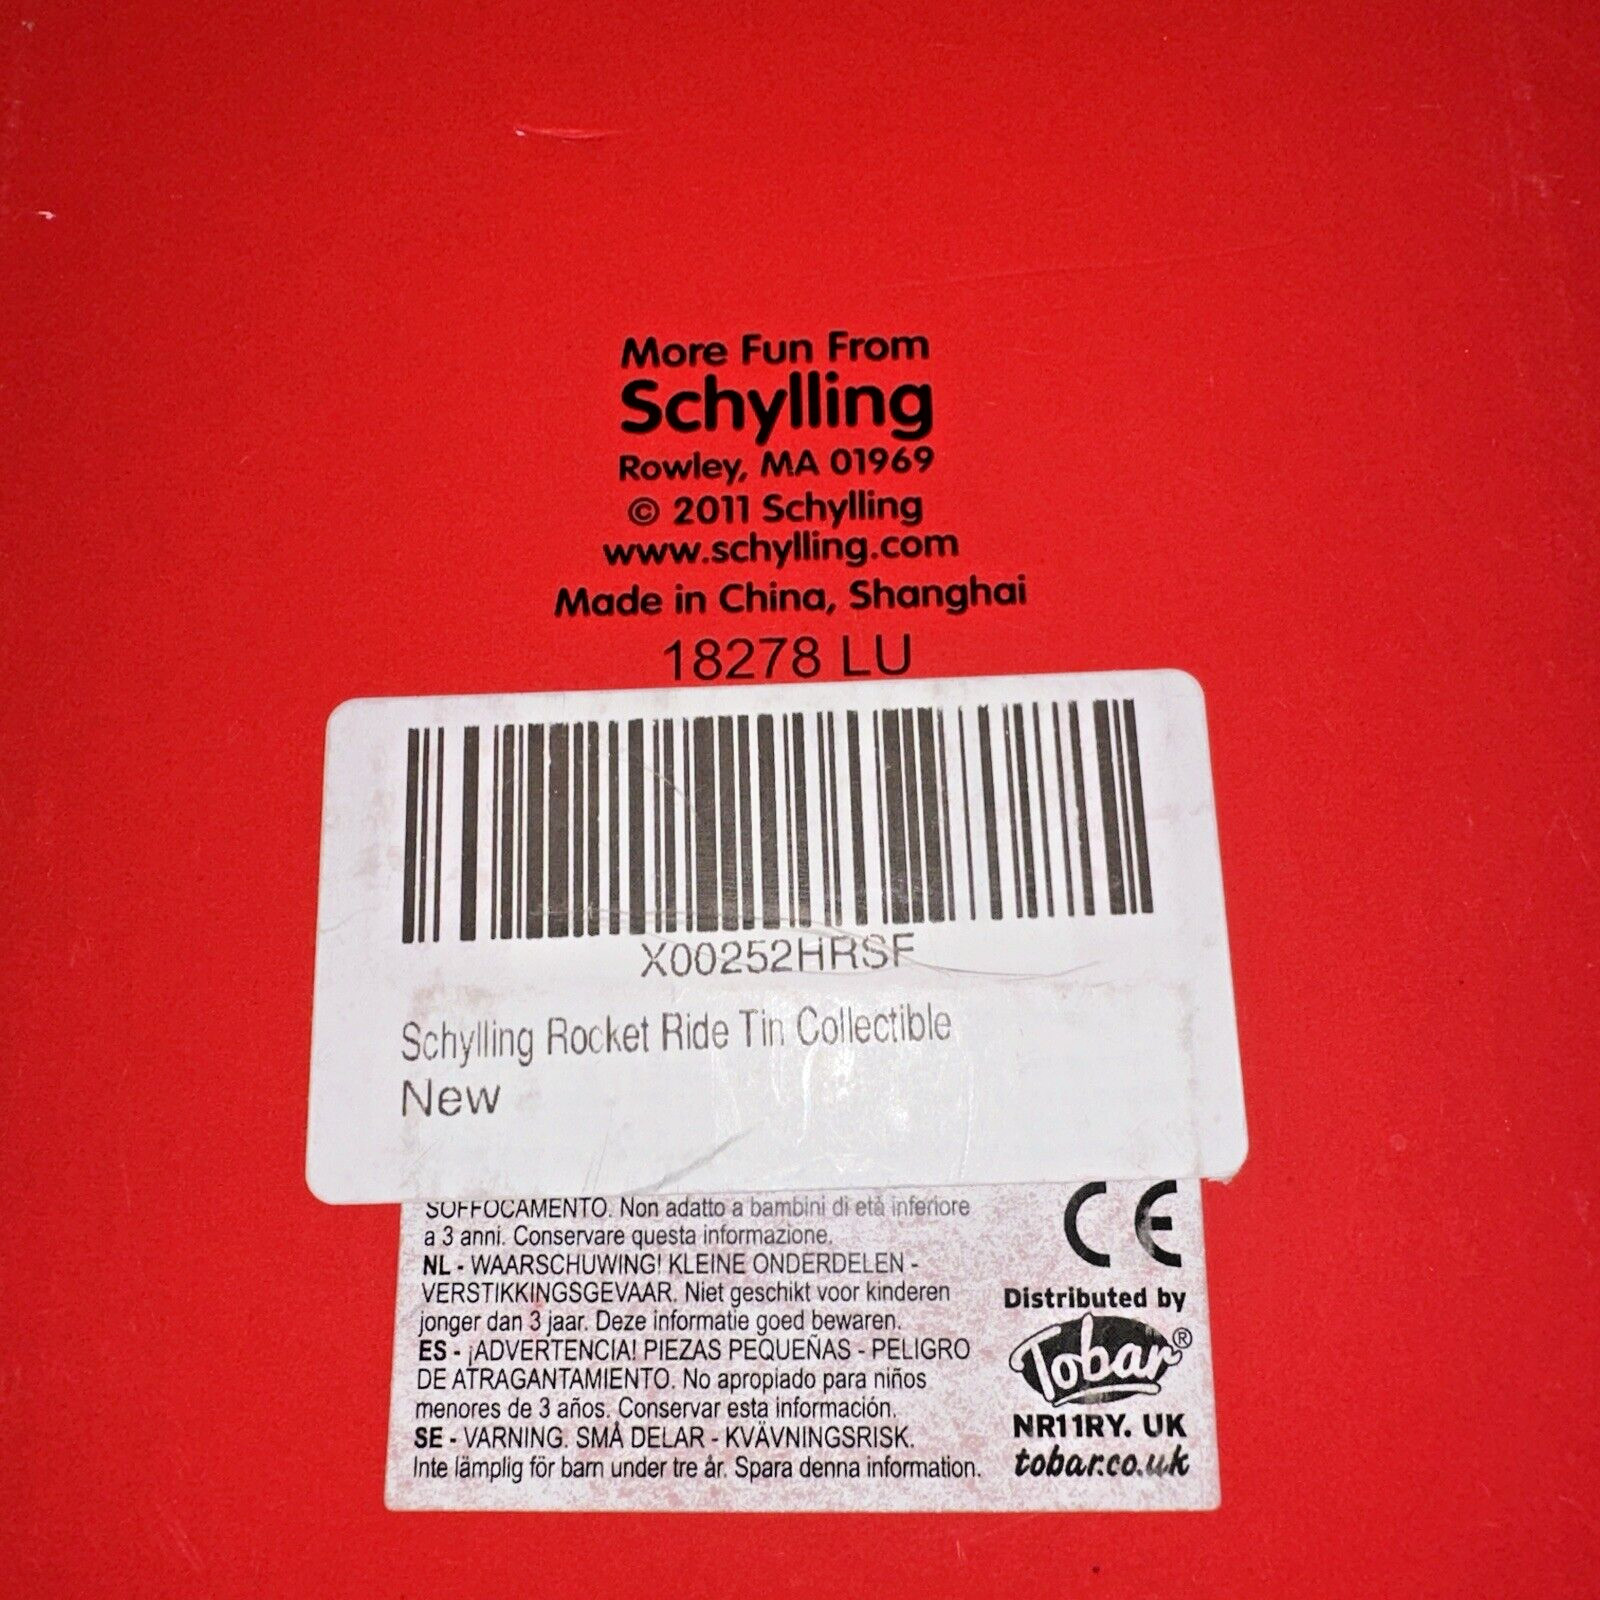 More Fun From
Schylling
Rowley, MA 01969
© 2011 Schylling
www.schylling.com
Made in China, Shanghai
18278 LU
X00252HRSF
Schylling Rocket Ride Tin Collectible
New
SOFFOCAMENTO. Non adatto a bambini di età inferiore
a 3 anni. Conservare questa informazione.
NL - WAARSCHUWING! KLEINE ONDERDELEN -
VERSTIKKINGSGEVAAR. Niet geschikt voor kinderen
jonger dan 3 jaar. Deze informatie goed bewaren.
ES - ¡ADVERTENCIA! PIEZAS PEQUEÑAS - PELIGRO
DE ATRAGANTAMIENTO. No apropiado para niños
menores de 3 años. Conservar esta información.
SE - VARNING. SMÅ DELAR - KVÄVNINGSRISK.
Inte lämplig för barn under tre år. Spara denna information.
CE
Distributed by
Tobar®
NR11RY. UK
tobar.co.uk